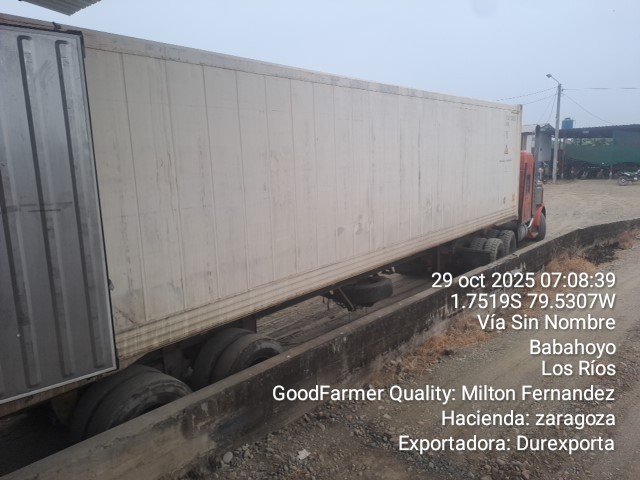 29 oct 2025 07:08:39
1.7519S 79.5307W
Vía Sin Nombre
Babahoyo
Los Ríos
GoodFarmer Quality: Milton Fernandez
Hacienda: zaragoza
Exportadora: Durexporta